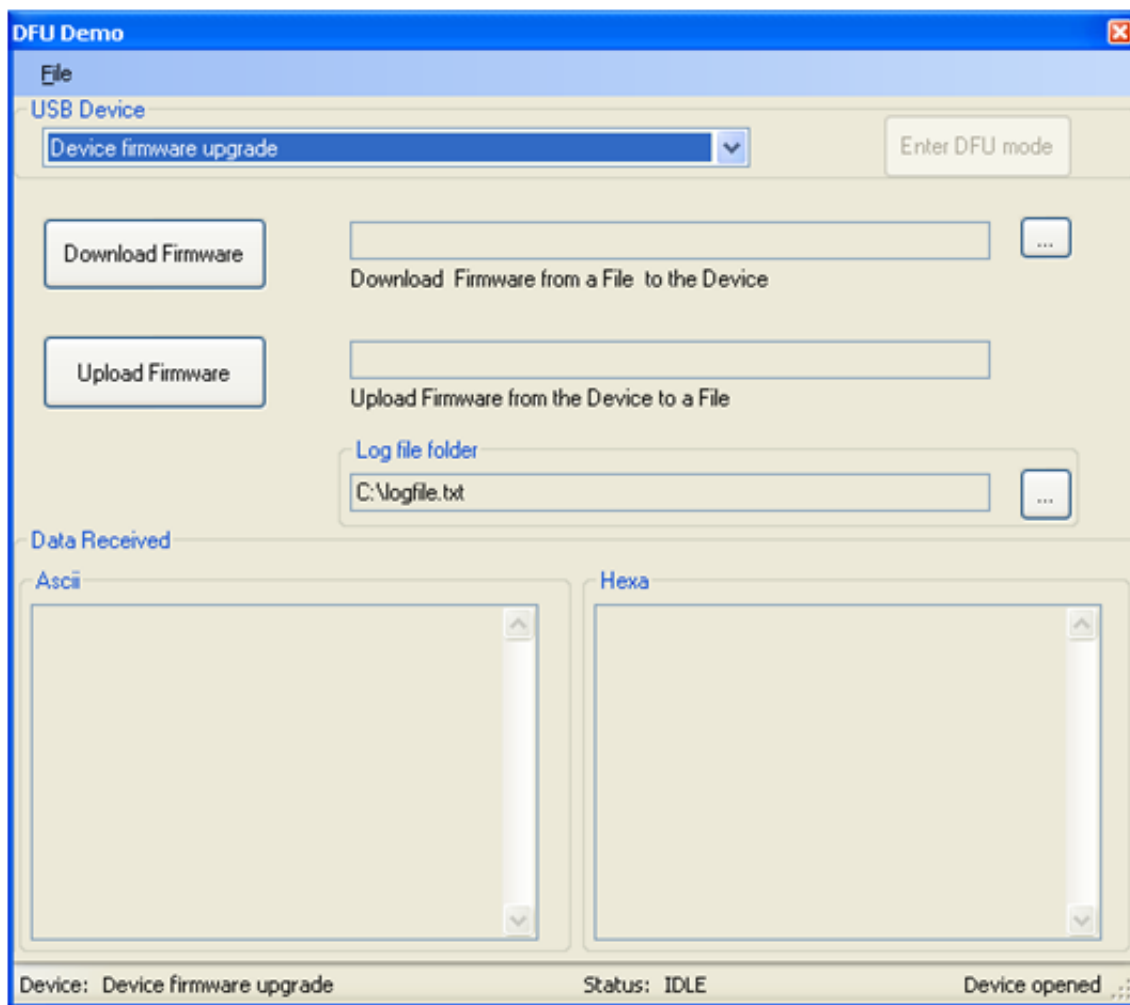 DFU Demo
File
USB Device
Device firmware upgrade
Enter DFU mode
Download Firmware
...
Download Firmware from a File to the Device
Upload Firmware
Upload Firmware from the Device to a File
Log file folder
C:\logfile.txt
...
Data Received
Ascii
Hexa
Device: Device firmware upgrade
Status: IDLE
Device opened